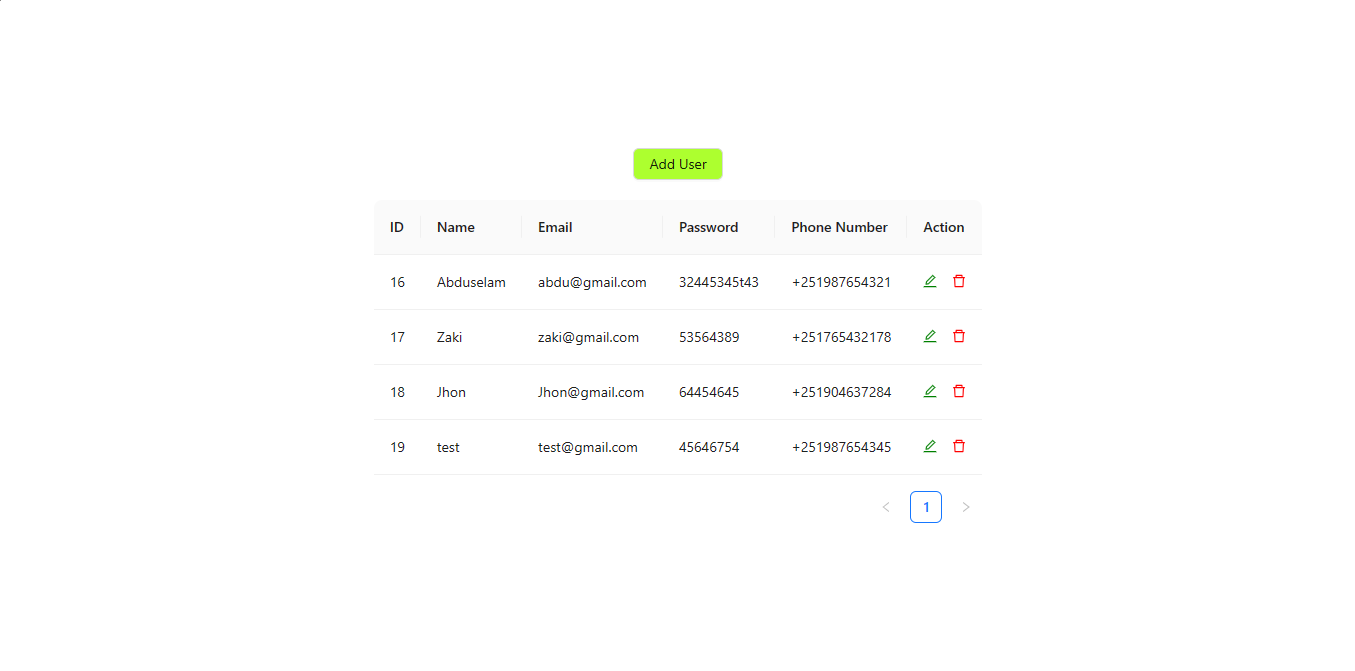 Add User
ID Name Email Password Phone Number Action
16 Abduselam abdu@gmail.com 32445345t43 +251987654321
17 Zaki zaki@gmail.com 53564389 +251765432178
18 Jhon Jhon@gmail.com 64454645 +251904637284
19 test test@gmail.com 45646754 +251987654345
1